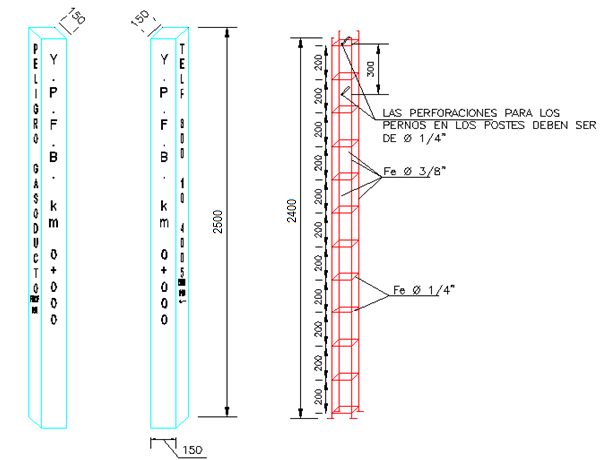 150
150
PELIGRO GASODUCTO
Y.P.F.B. km 0+000
Y.P.F.B. km 0+000
TELF 800 10 4005
2500
150
2400
200
200
200
200
200
200
200
200
200
200
200
300
LAS PERFORACIONES PARA LOS
PERNOS EN LOS POSTES DEBEN SER
DE Ø 1/4"
Fe Ø 3/8"
Fe Ø 1/4"